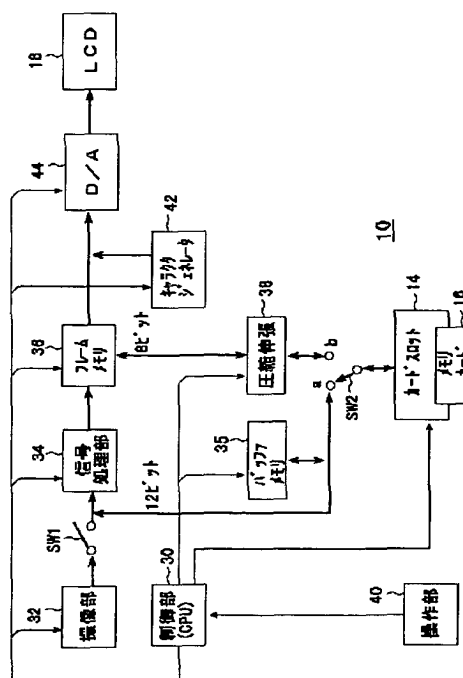 32
撮像部
SW1
34
信号
処理部
36
フレーム
メモリ
44
D/A
18
LCD
42
キャラクタ
ジェネレータ
12ビット
8ビット
30
制御部
(CPU)
35
バッファ
メモリ
38
圧縮伸張
a
b
SW2
10
14
カードスロット
16
メモリ
カード
40
操作部